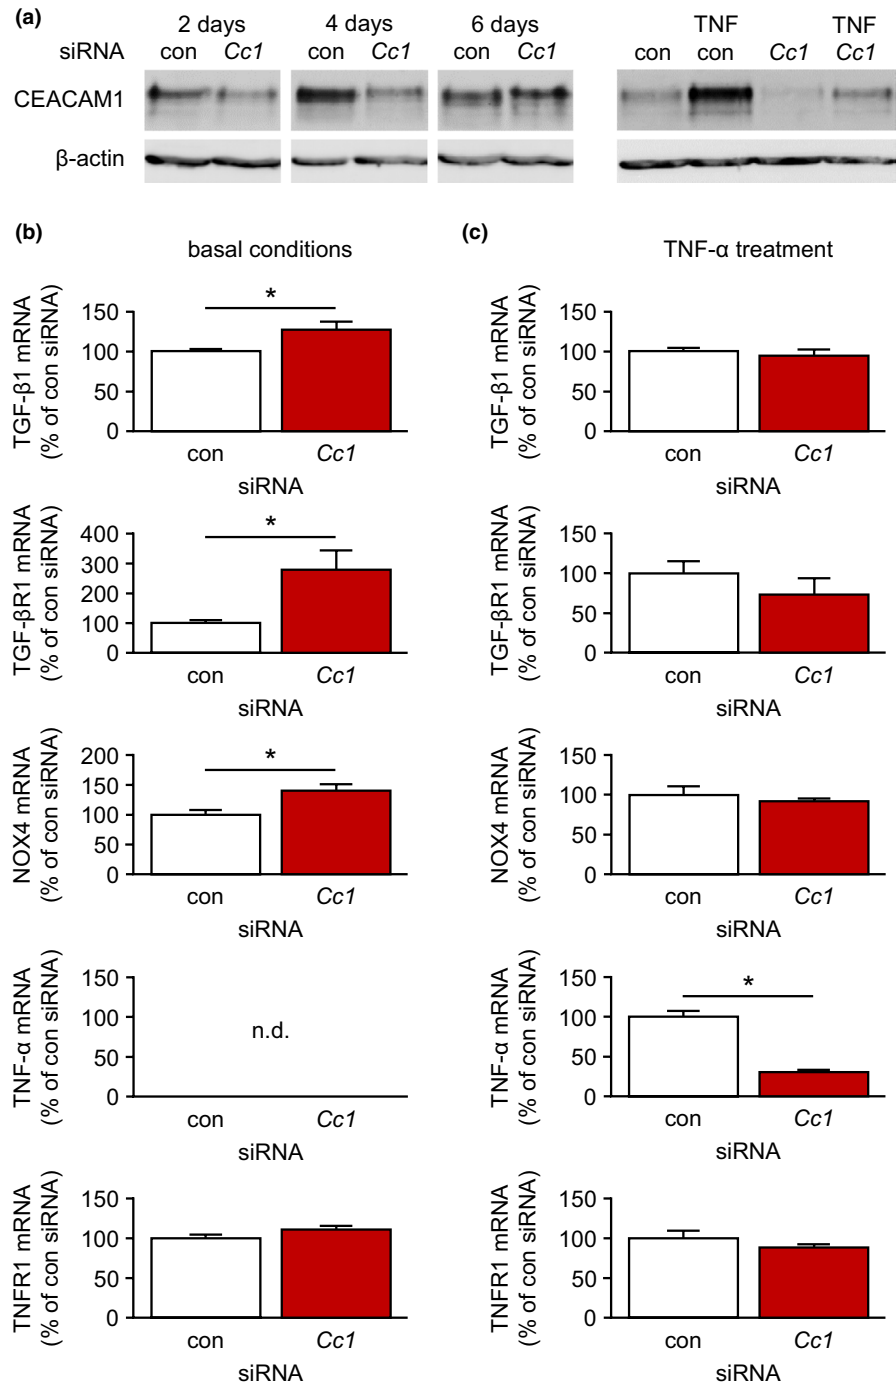 (a)
2 days 4 days 6 days TNF TNF
siRNA con Cc1 con Cc1 con Cc1 con con Cc1 Cc1
CEACAM1
β-actin
(b) (c)
basal conditions TNF-α treatment
TGF-β1 mRNA
(% of con siRNA)
150
100
50
0
*
con Cc1
siRNA
TGF-β1 mRNA
(% of con siRNA)
150
100
50
0
con Cc1
siRNA
TGF-βR1 mRNA
(% of con siRNA)
400
300
200
100
0
*
con Cc1
siRNA
TGF-βR1 mRNA
(% of con siRNA)
150
100
50
0
con Cc1
siRNA
NOX4 mRNA
(% of con siRNA)
200
150
100
50
0
*
con Cc1
siRNA
NOX4 mRNA
(% of con siRNA)
150
100
50
0
con Cc1
siRNA
TNF-α mRNA
(% of con siRNA)
150
100
50
0
n.d.
con Cc1
siRNA
TNF-α mRNA
(% of con siRNA)
150
100
50
0
*
con Cc1
siRNA
TNFR1 mRNA
(% of con siRNA)
150
100
50
0
con Cc1
siRNA
TNFR1 mRNA
(% of con siRNA)
150
100
50
0
con Cc1
siRNA